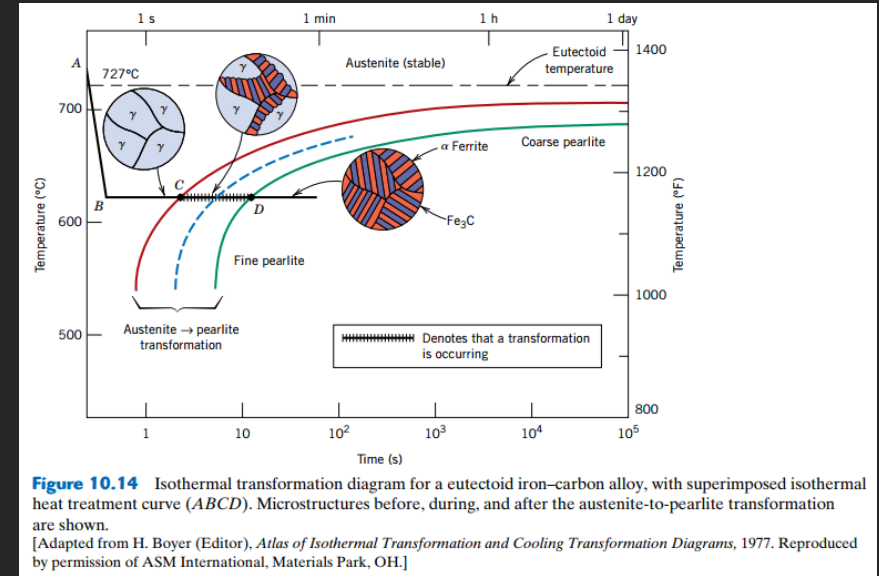 1 s 1 min 1 h 1 day
A
727°C
Austenite (stable)
Eutectoid
temperature
1400
γ
γ γ
γ γ
γ γ
700
α Ferrite
Coarse pearlite
1200
C
B
D
600
Fe3C
Temperature (°C)
Temperature (°F)
Fine pearlite
1000
500
Austenite → pearlite
transformation
Denotes that a transformation
is occurring
800
1 10 10² 10³ 10⁴ 10⁵
Time (s)
Figure 10.14 Isothermal transformation diagram for a eutectoid iron–carbon alloy, with superimposed isothermal
heat treatment curve (ABCD). Microstructures before, during, and after the austenite-to-pearlite transformation
are shown.
[Adapted from H. Boyer (Editor), Atlas of Isothermal Transformation and Cooling Transformation Diagrams, 1977. Reproduced
by permission of ASM International, Materials Park, OH.]